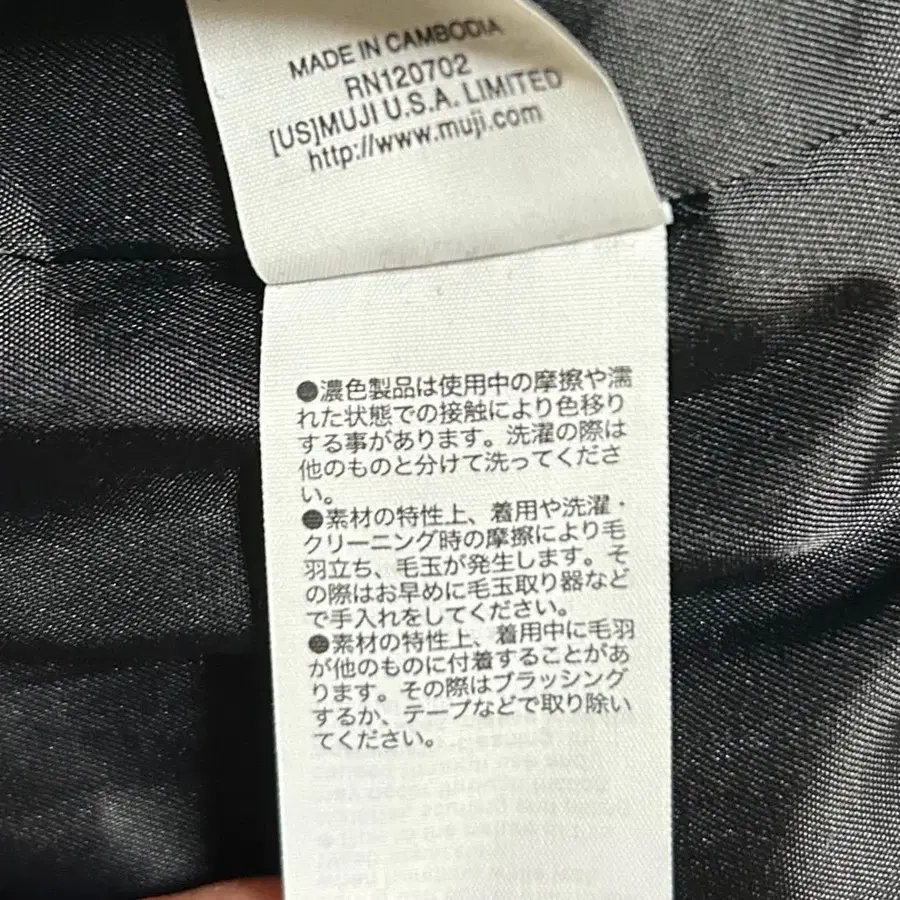 MADE IN CAMBODIA
RN120702
[US]MUJI U.S.A. LIMITED
http://www.muji.com
●濃色製品は使用中の摩擦や濡
れた状態での接触により色移り
する事があります。洗濯の際は
他のものと分けて洗ってくださ
い。
●素材の特性上、着用や洗濯・
クリーニング時の摩擦により毛
羽立ち、毛玉が発生します。そ
の際はお早めに毛玉取り器など
で手入れをしてください。
●素材の特性上、着用中に毛羽
が他のものに付着することがあ
ります。その際はブラッシング
するか、テープなどで取り除い
てください。